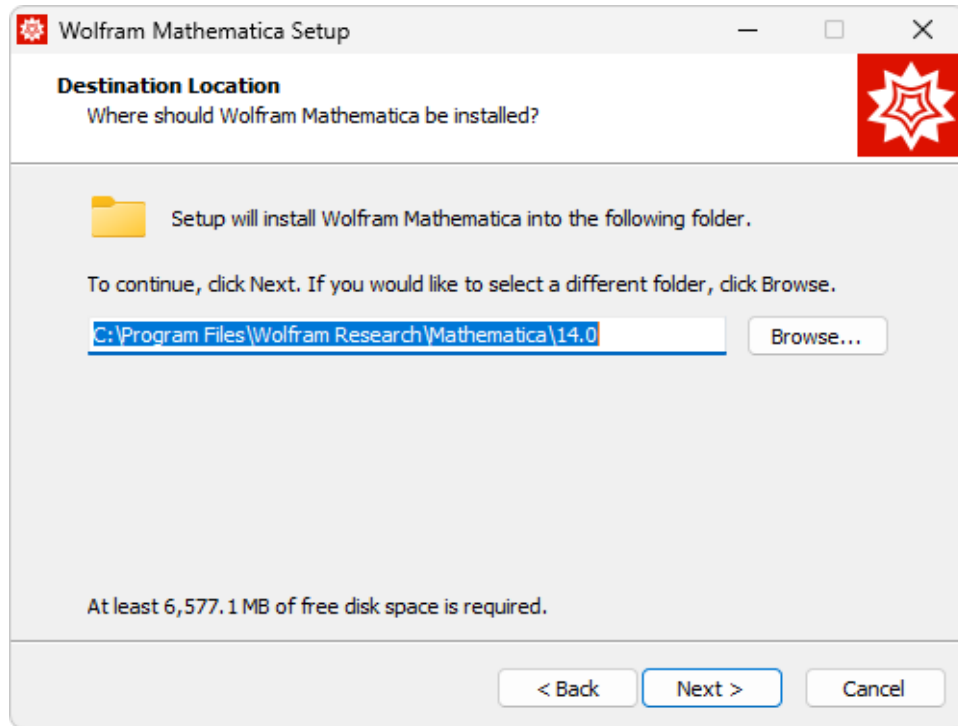 Wolfram Mathematica Setup
Destination Location
Where should Wolfram Mathematica be installed?
Setup will install Wolfram Mathematica into the following folder.
To continue, click Next. If you would like to select a different folder, click Browse.
C:\Program Files\Wolfram Research\Mathematica\14.0
Browse...
At least 6,577.1 MB of free disk space is required.
< Back Next > Cancel